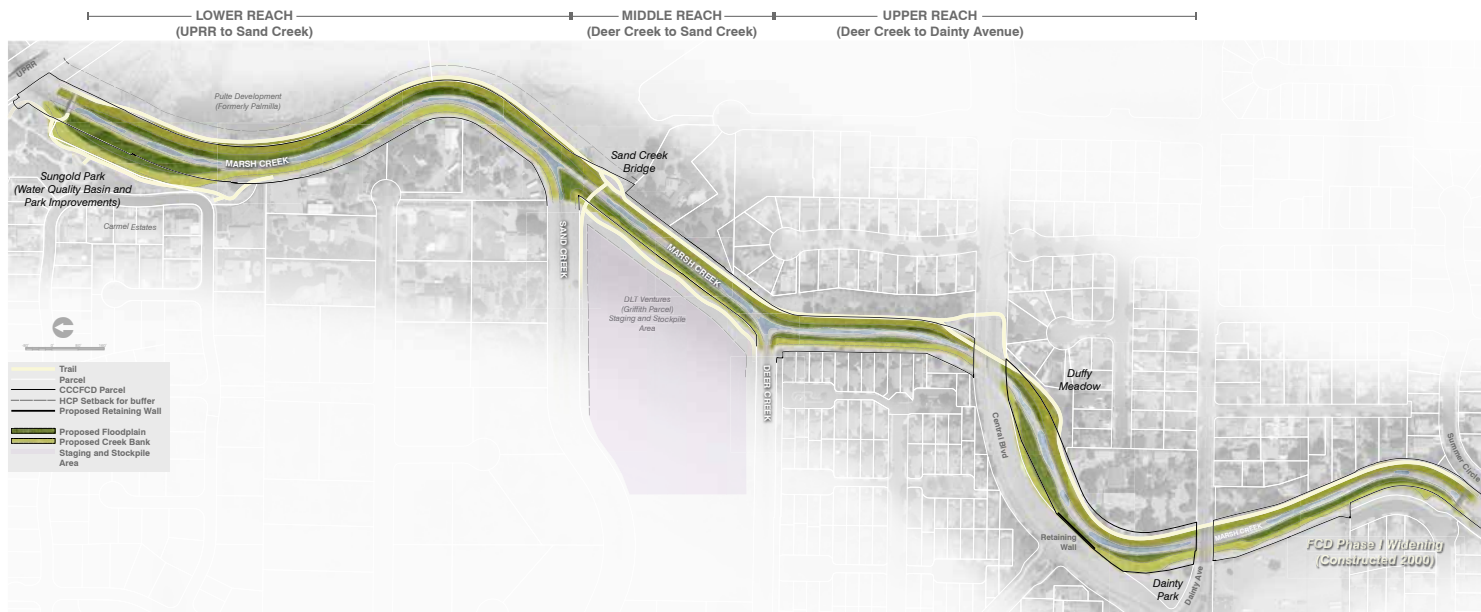 LOWER REACH
(UPRR to Sand Creek)
MIDDLE REACH
(Deer Creek to Sand Creek)
UPPER REACH
(Deer Creek to Dainty Avenue)
UPRR
Pulte Development
(Formerly Palmilla)
MARSH CREEK
Sungold Park
(Water Quality Basin and
Park Improvements)
Carmel Estates
Sand Creek
Bridge
SAND CREEK
MARSH CREEK
DLT Ventures
(Griffith Parcel)
Staging and Stockpile
Area
DEER CREEK
Duffy
Meadow
Central Blvd
Retaining
Wall
Dainty
Park
Dainty Ave
MARSH CREEK
Summer Circle
FCD Phase I Widening
(Constructed 2000)
Trail
Parcel
CCCFCD Parcel
HCP Setback for buffer
Proposed Retaining Wall
Proposed Floodplain
Proposed Creek Bank
Staging and Stockpile
Area